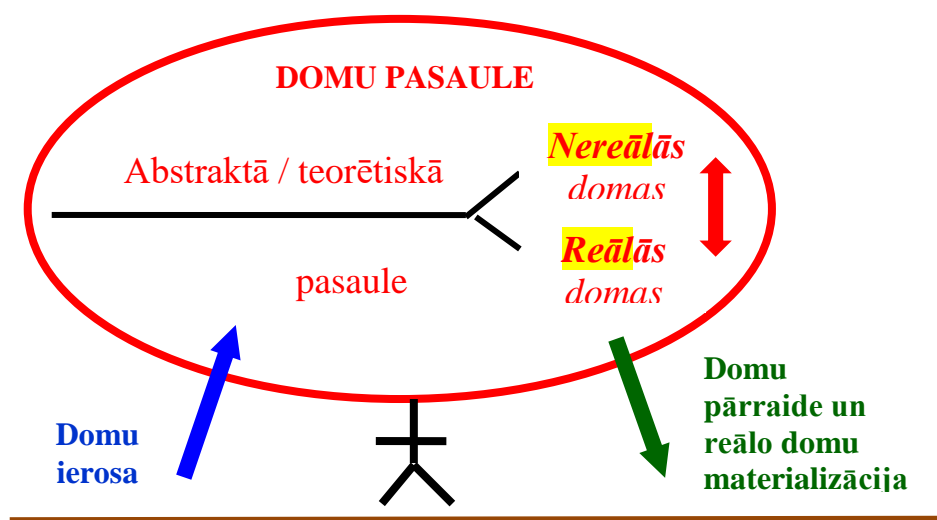 DOMU PASAULE
Abstraktā / teorētiskā
pasaule
Nereālās
domas
Reālās
domas
Domu
ierosa
Domu
pārraide un
reālo domu
materializācija